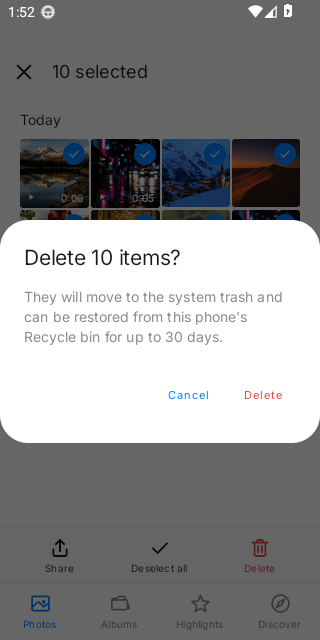 1:52
10 selected
Today
0:06
0:05
Delete 10 items?
They will move to the system trash and
can be restored from this phone's
Recycle bin for up to 30 days.
Cancel
Delete
Share
Deselect all
Delete
Photos
Albums
Highlights
Discover